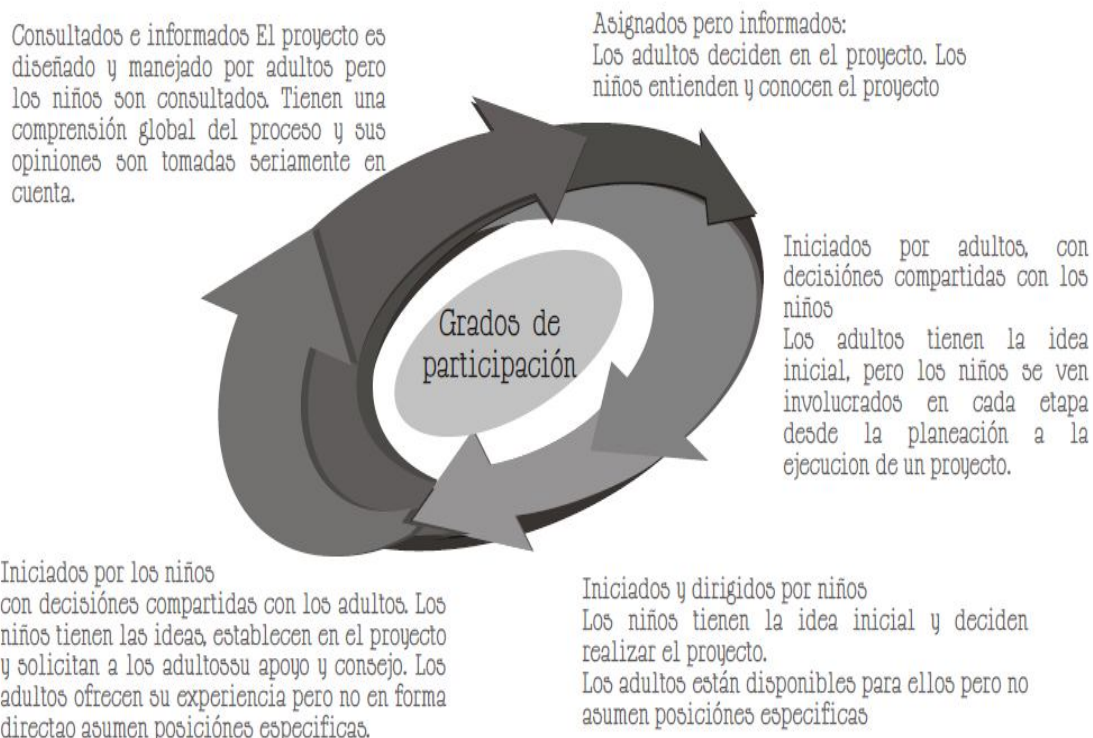 Consultados e informados El proyecto es
diseñado y manejado por adultos pero
los niños son consultados. Tienen una
comprensión global del proceso y sus
opiniones son tomadas seriamente en
cuenta.
Asignados pero informados:
Los adultos deciden en el proyecto. Los
niños entienden y conocen el proyecto
Grados de
participación
Iniciados por adultos, con
decisiónes compartidas con los
niños
Los adultos tienen la idea
inicial, pero los niños se ven
involucrados en cada etapa
desde la planeación a la
ejecucion de un proyecto.
Iniciados por los niños
con decisiónes compartidas con los adultos. Los
niños tienen las ideas, establecen en el proyecto
y solicitan a los adultossu apoyo y consejo. Los
adultos ofrecen su experiencia pero no en forma
directao asumen posiciónes especificas.
Iniciados y dirigidos por niños
Los niños tienen la idea inicial y deciden
realizar el proyecto.
Los adultos están disponibles para ellos pero no
asumen posiciónes especificas